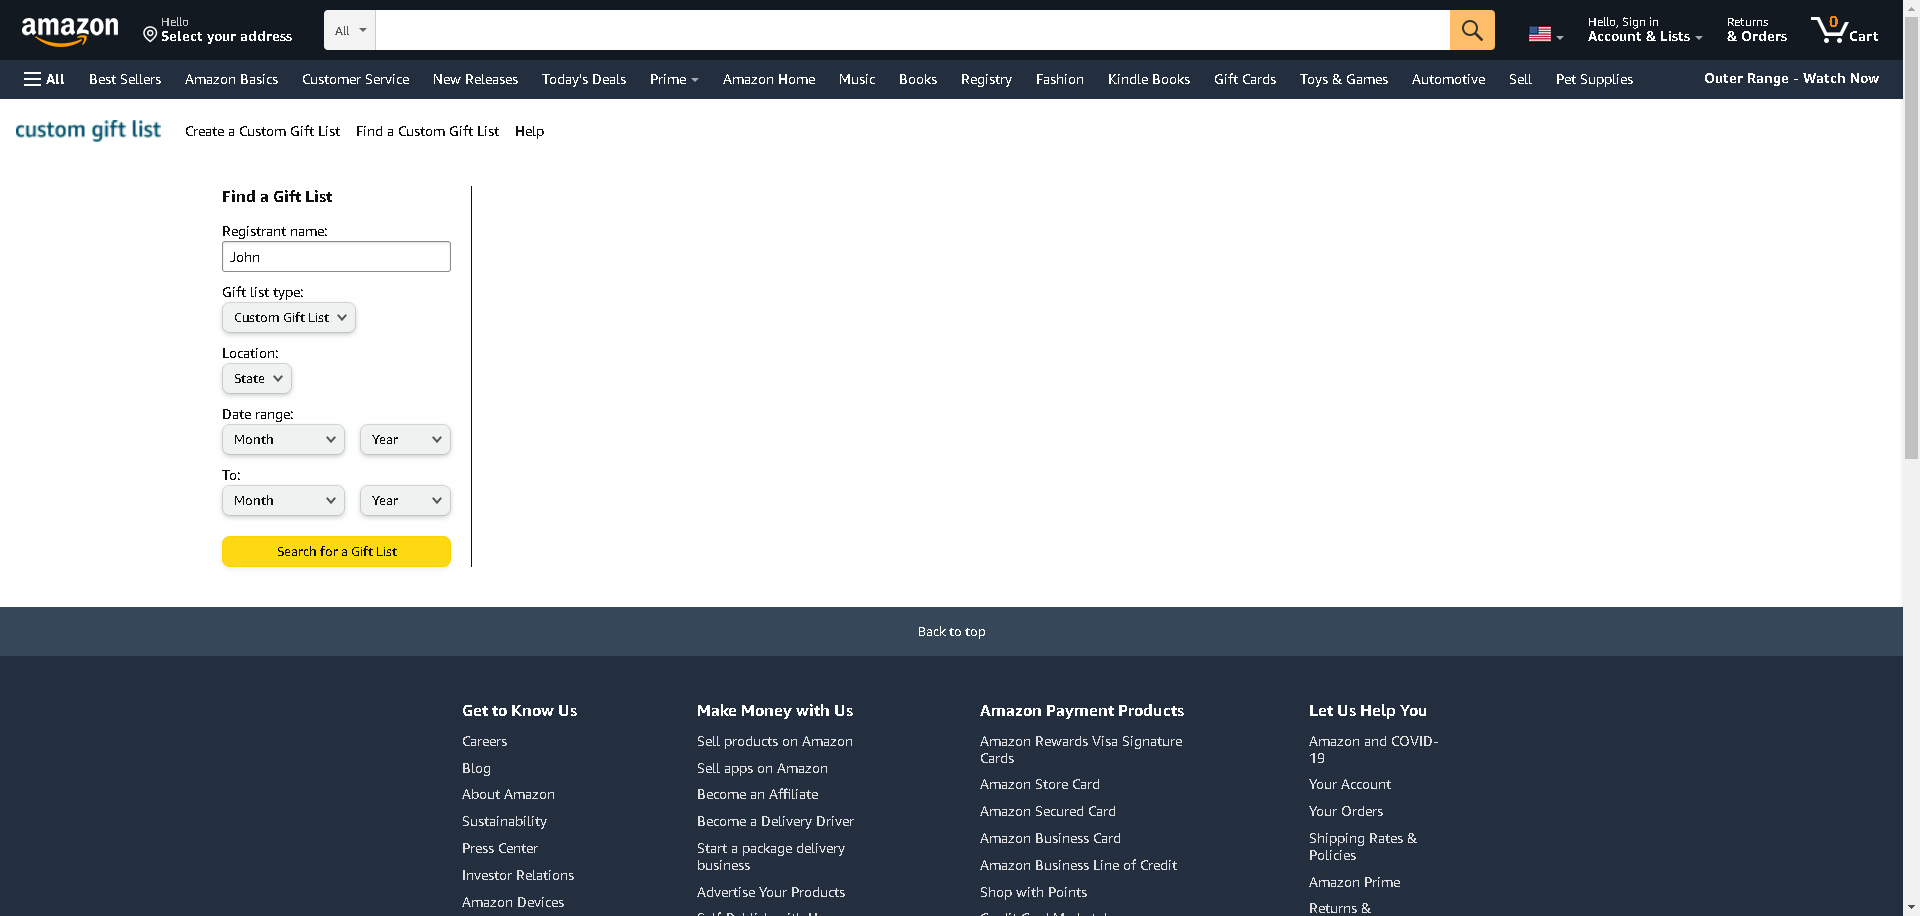 amazon
Hello
Select your address
All
Hello, Sign in
Account & Lists
Returns
& Orders
0
Cart
All
Best Sellers
Amazon Basics
Customer Service
New Releases
Today's Deals
Prime
Amazon Home
Music
Books
Registry
Fashion
Kindle Books
Gift Cards
Toys & Games
Automotive
Sell
Pet Supplies
Outer Range - Watch Now
custom gift list
Create a Custom Gift List
Find a Custom Gift List
Help
Find a Gift List
Registrant name:
John
Gift list type:
Custom Gift List
Location:
State
Date range:
Month
Year
To:
Month
Year
Search for a Gift List
Back to top
Get to Know Us
Careers
Blog
About Amazon
Sustainability
Press Center
Investor Relations
Amazon Devices
Make Money with Us
Sell products on Amazon
Sell apps on Amazon
Become an Affiliate
Become a Delivery Driver
Start a package delivery
business
Advertise Your Products
Amazon Payment Products
Amazon Rewards Visa Signature
Cards
Amazon Store Card
Amazon Secured Card
Amazon Business Card
Amazon Business Line of Credit
Shop with Points
Let Us Help You
Amazon and COVID-
19
Your Account
Your Orders
Shipping Rates &
Policies
Amazon Prime
Returns &